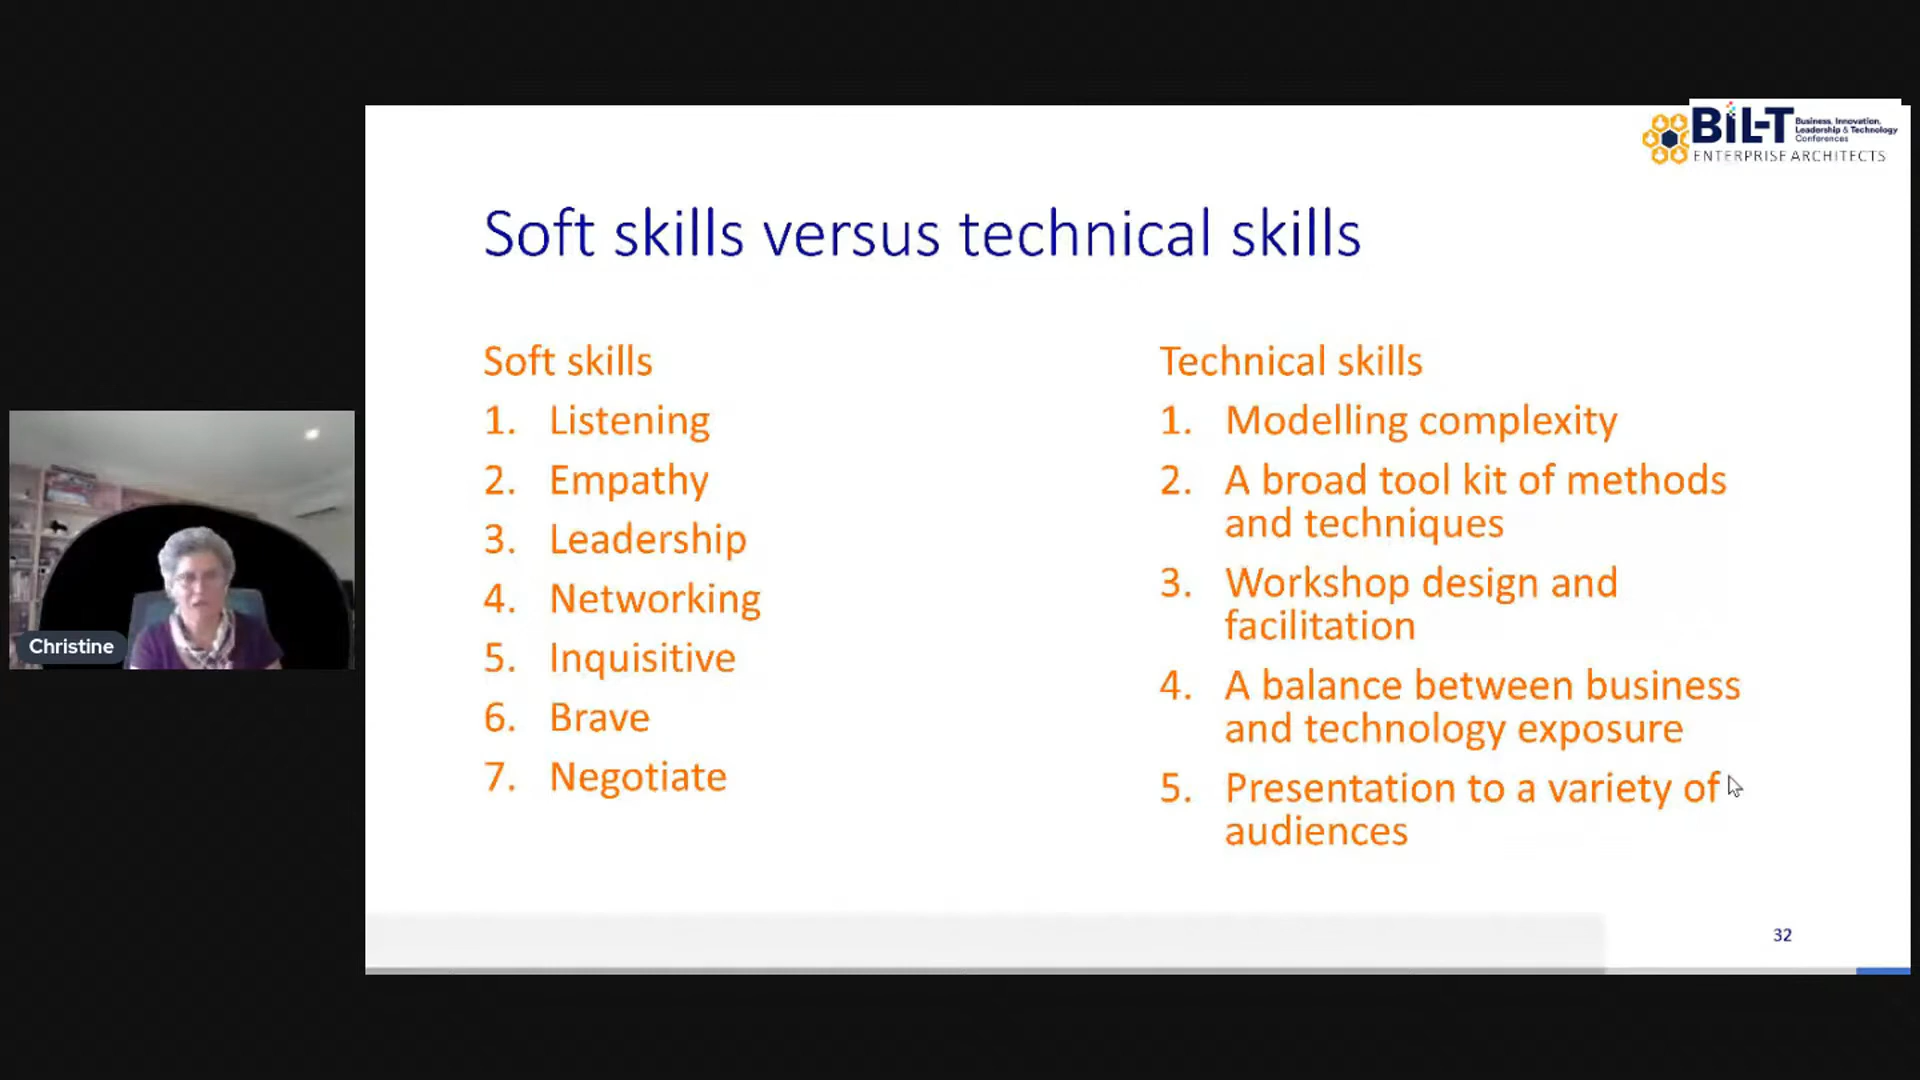 BiL-T
Business, Innovation,
Leadership & Technology
Conferences
ENTERPRISE ARCHITECTS
Soft skills versus technical skills
Soft skills
1. Listening
2. Empathy
3. Leadership
4. Networking
5. Inquisitive
6. Brave
7. Negotiate
Technical skills
1. Modelling complexity
2. A broad tool kit of methods
and techniques
3. Workshop design and
facilitation
4. A balance between business
and technology exposure
5. Presentation to a variety of
audiences
32
Christine